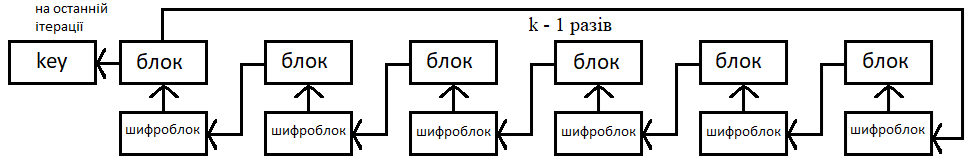 на останній
ітерації
k - 1 разів
key
блок
блок
блок
блок
блок
блок
шифроблок
шифроблок
шифроблок
шифроблок
шифроблок
шифроблок